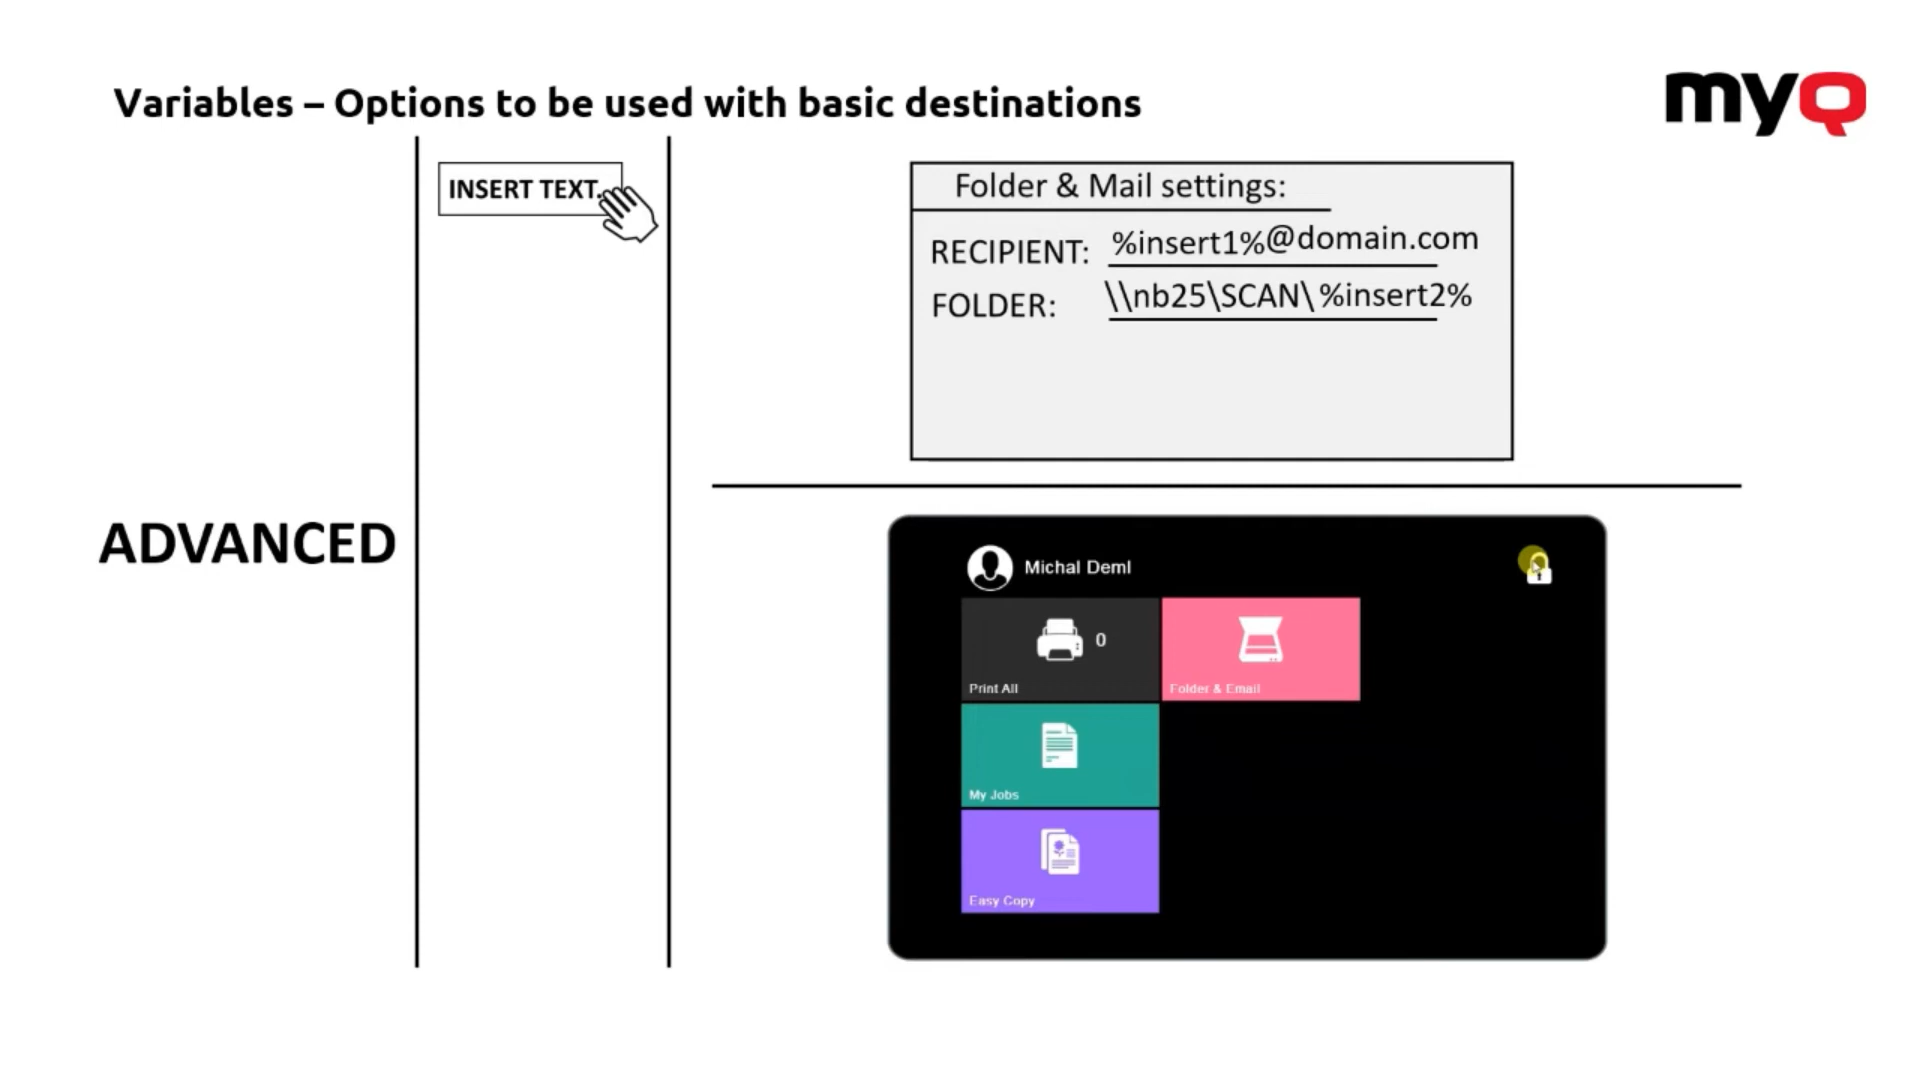 Variables – Options to be used with basic destinations
myQ
INSERT TEXT.
Folder & Mail settings:
RECIPIENT: %insert1%@domain.com
FOLDER: \\nb25\SCAN\%insert2%
ADVANCED
Michal Deml
0
Print All
Folder & Email
My Jobs
Easy Copy